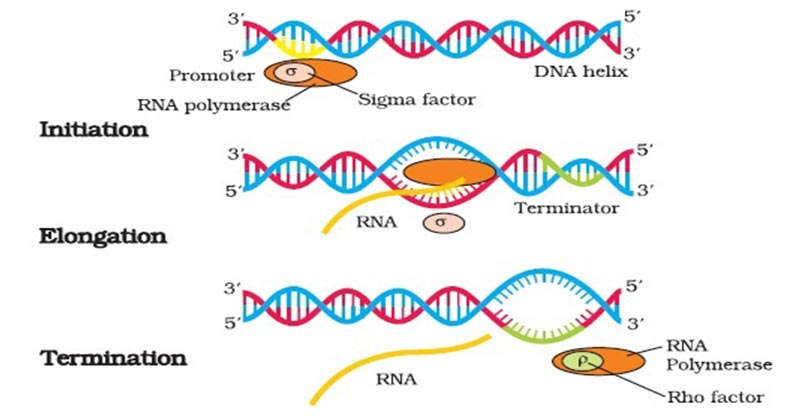 3′ 5′
5′ 3′
Promoter σ DNA helix
RNA polymerase Sigma factor
Initiation
3′ 5′
5′ 3′
RNA σ Terminator
Elongation
3′ 5′
5′ 3′
Termination
RNA
ρ RNA
Polymerase
Rho factor